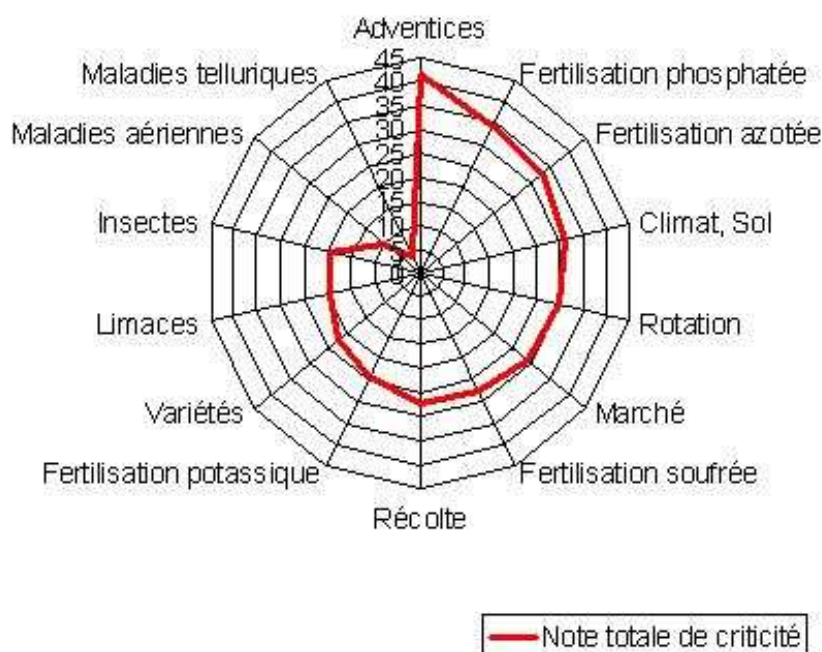 Adventices
Maladies telluriques
Fertilisation phosphatée
Maladies aériennes
Fertilisation azotée
Insectes
Climat, Sol
Limaces
Rotation
Variétés
Marché
Fertilisation potassique
Fertilisation soufrée
Récolte
45
40
35
30
25
20
15
10
5
0
Note totale de criticité